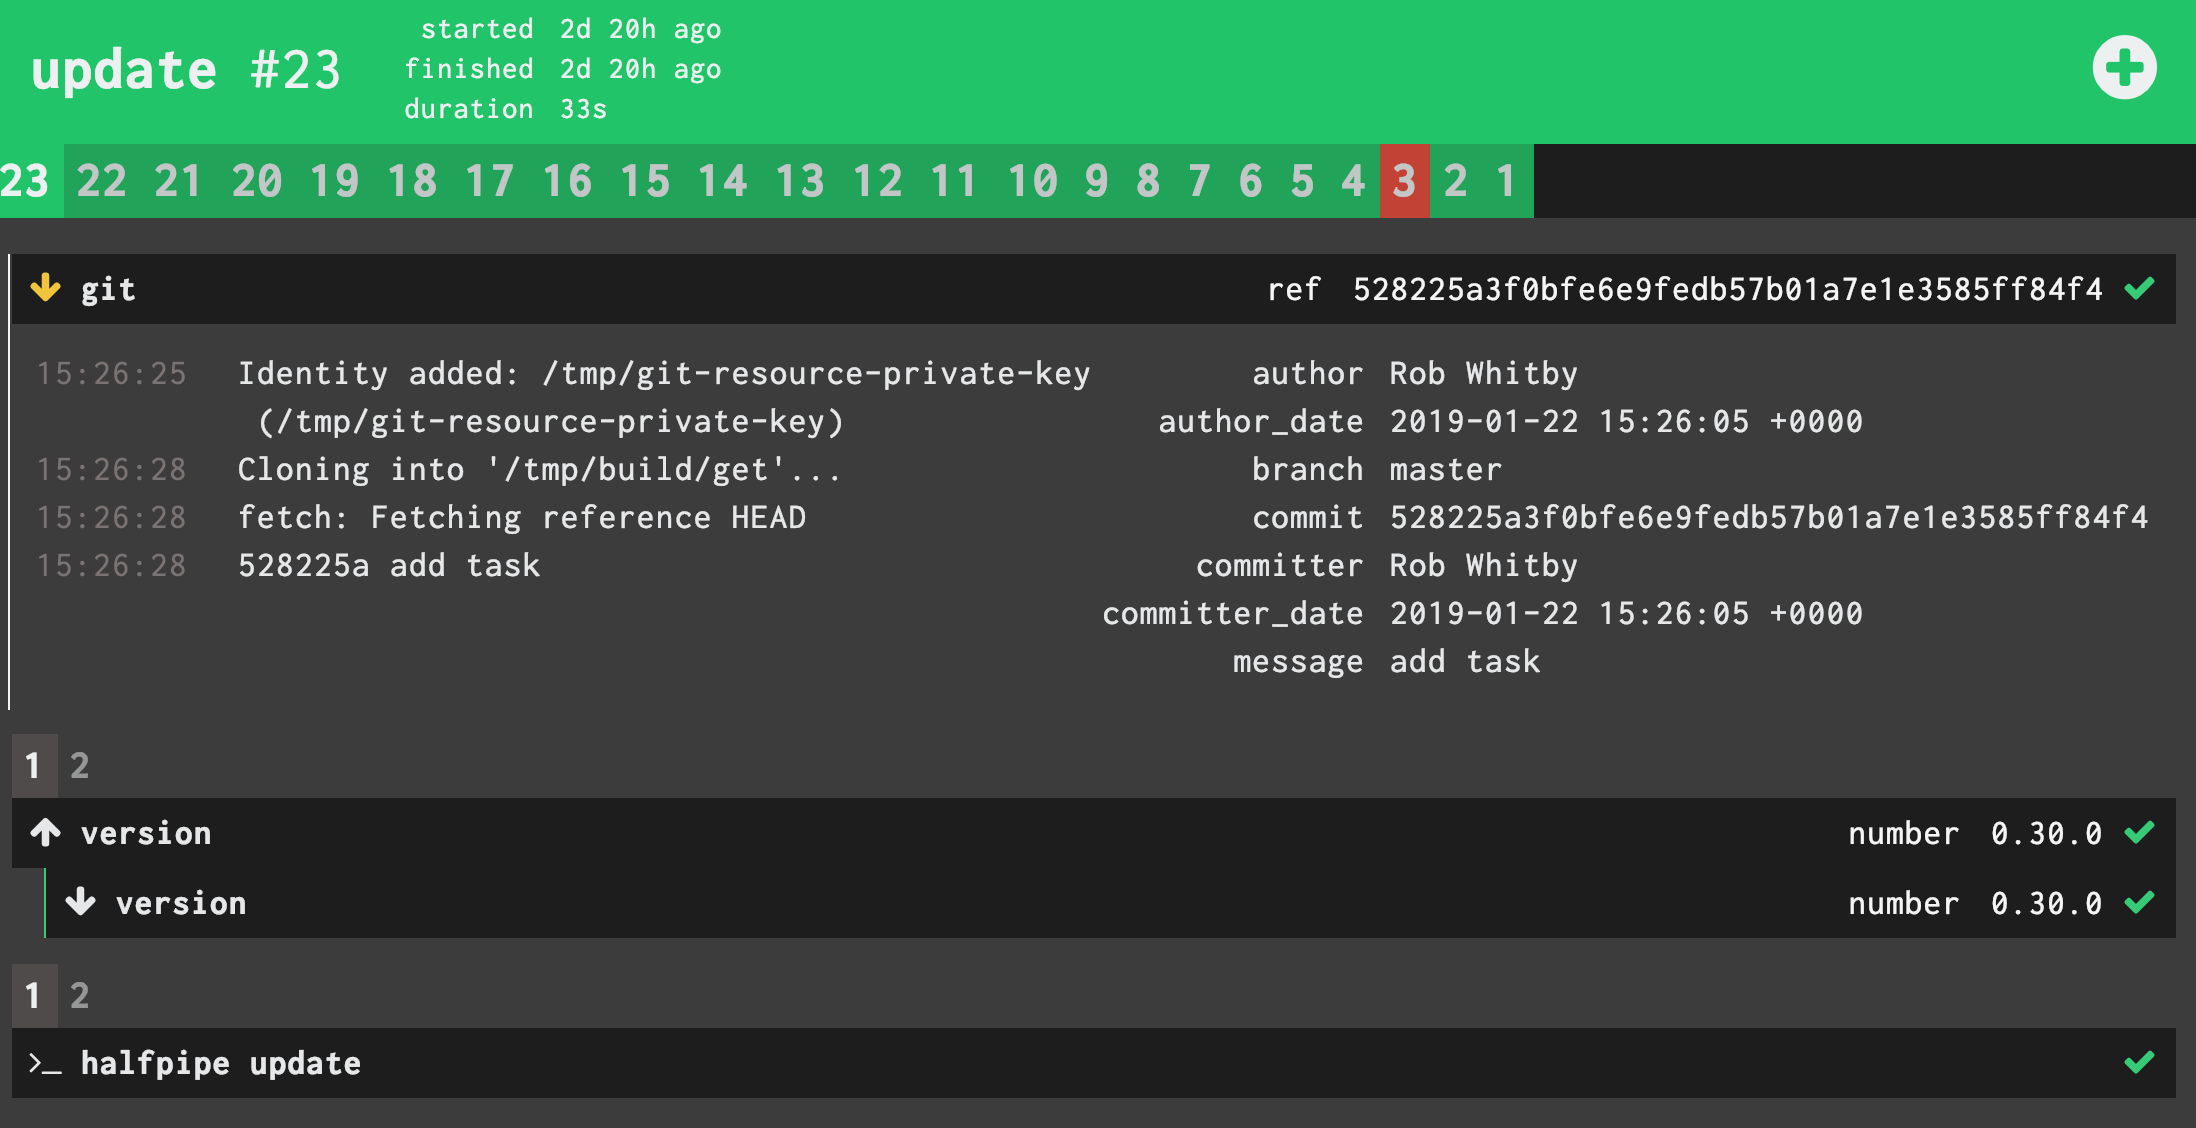 update #23
started 2d 20h ago
finished 2d 20h ago
duration 33s
23 22 21 20 19 18 17 16 15 14 13 12 11 10 9 8 7 6 5 4 3 2 1
git ref 528225a3f0bfe6e9fedb57b01a7e1e3585ff84f4
15:26:25 Identity added: /tmp/git-resource-private-key
(/tmp/git-resource-private-key)
15:26:28 Cloning into '/tmp/build/get'...
15:26:28 fetch: Fetching reference HEAD
15:26:28 528225a add task
author Rob Whitby
author_date 2019-01-22 15:26:05 +0000
branch master
commit 528225a3f0bfe6e9fedb57b01a7e1e3585ff84f4
committer Rob Whitby
committer_date 2019-01-22 15:26:05 +0000
message add task
1 2
version number 0.30.0
version number 0.30.0
1 2
>_ halfpipe update